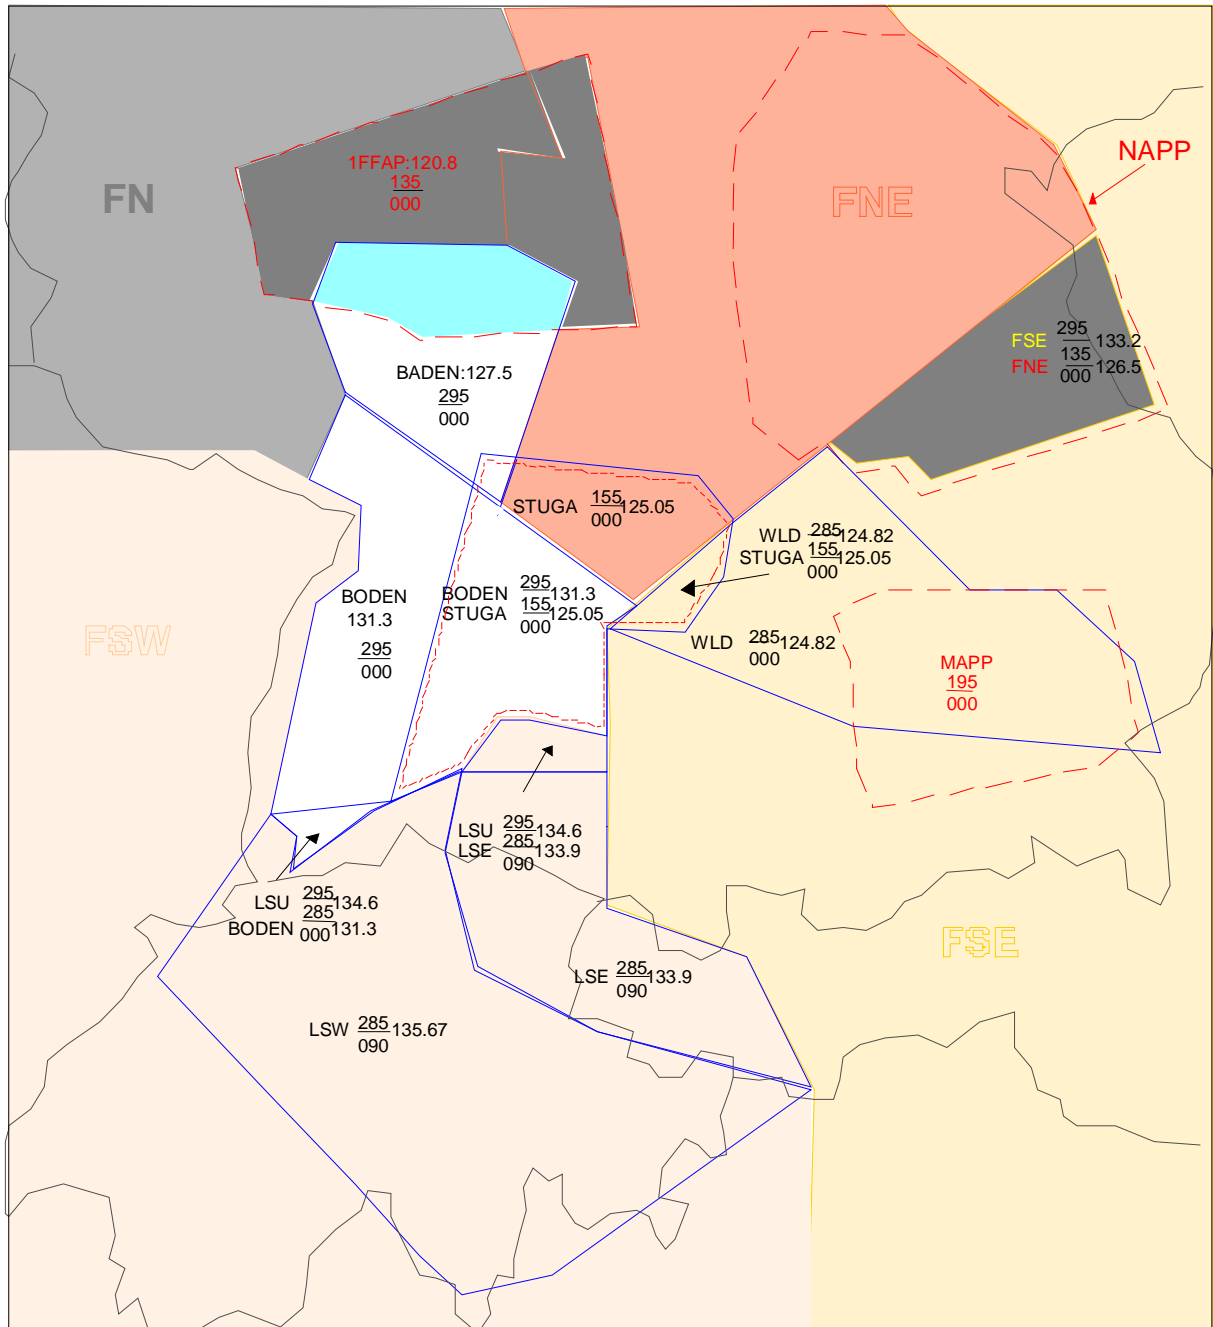 1FFAP:120.8
135
000
FN
FNE
NAPP
FSE 295 133.2
135
FNE 000 126.5
BADEN:127.5
295
000
STUGA 155 125.05
000
WLD 285 124.82
STUGA 155 125.05
000
BODEN
131.3
295
000
BODEN 295 131.3
STUGA 155 125.05
000
FSW
WLD 285 124.82
000
MAPP
195
000
LSU 295 134.6
LSE 285 133.9
090
LSU 295 134.6
285
BODEN 000 131.3
FSE
LSE 285 133.9
090
LSW 285 135.67
090